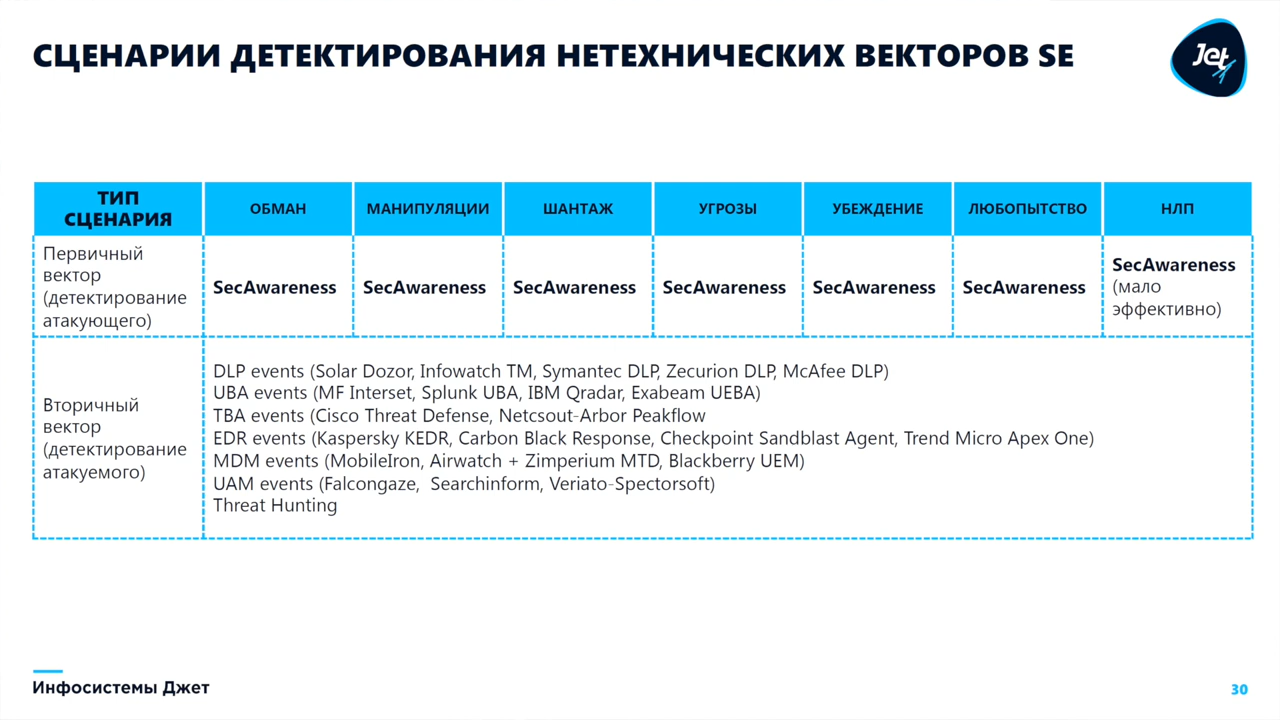 СЦЕНАРИИ ДЕТЕКТИРОВАНИЯ НЕТЕХНИЧЕСКИХ ВЕКТОРОВ SE
Jet
ТИП
СЦЕНАРИЯ
ОБМАН
МАНИПУЛЯЦИИ
ШАНТАЖ
УГРОЗЫ
УБЕЖДЕНИЕ
ЛЮБОПЫТСТВО
НЛП
Первичный
вектор
(детектирование
атакующего)
SecAwareness
SecAwareness
SecAwareness
SecAwareness
SecAwareness
SecAwareness
SecAwareness
(мало
эффективно)
Вторичный
вектор
(детектирование
атакуемого)
DLP events (Solar Dozor, Infowatch TM, Symantec DLP, Zecurion DLP, McAfee DLP)
UBA events (MF Interset, Splunk UBA, IBM Qradar, Exabeam UEBA)
TBA events (Cisco Threat Defense, Netcsout-Arbor Peakflow
EDR events (Kaspersky KEDR, Carbon Black Response, Checkpoint Sandblast Agent, Trend Micro Apex One)
MDM events (MobileIron, Airwatch + Zimperium MTD, Blackberry UEM)
UAM events (Falcongaze, Searchinform, Veriato-Spectorsoft)
Threat Hunting
Инфосистемы Джет
30